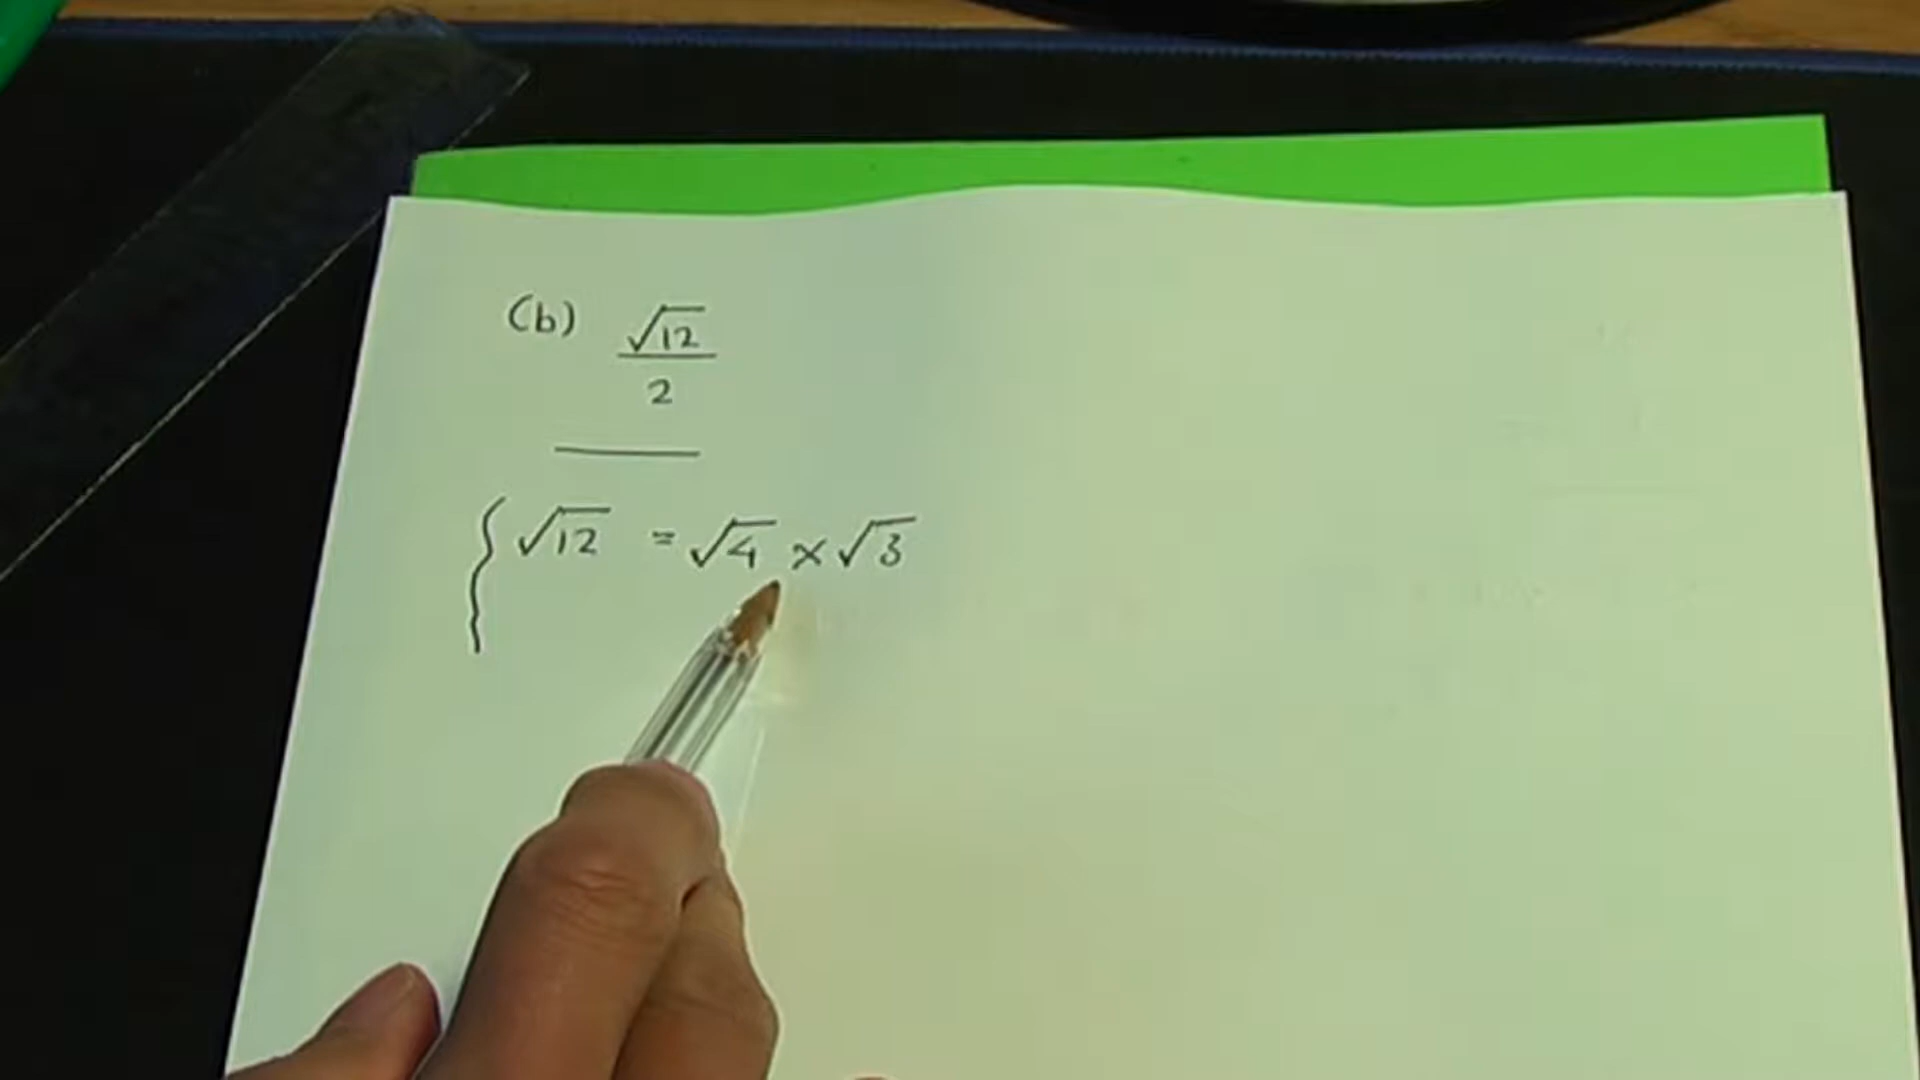 (b) √12
2
√12 = √4 × √3